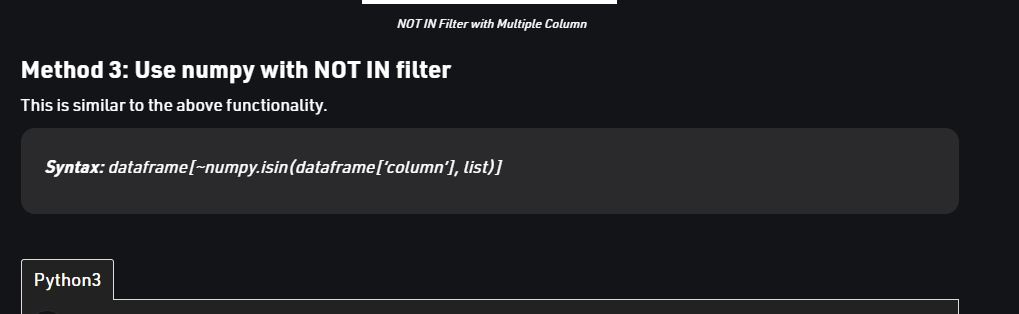 NOT IN Filter with Multiple Column
Method 3: Use numpy with NOT IN filter
This is similar to the above functionality.
Syntax: dataframe[~numpy.isin(dataframe[‘column’], list)]
Python3